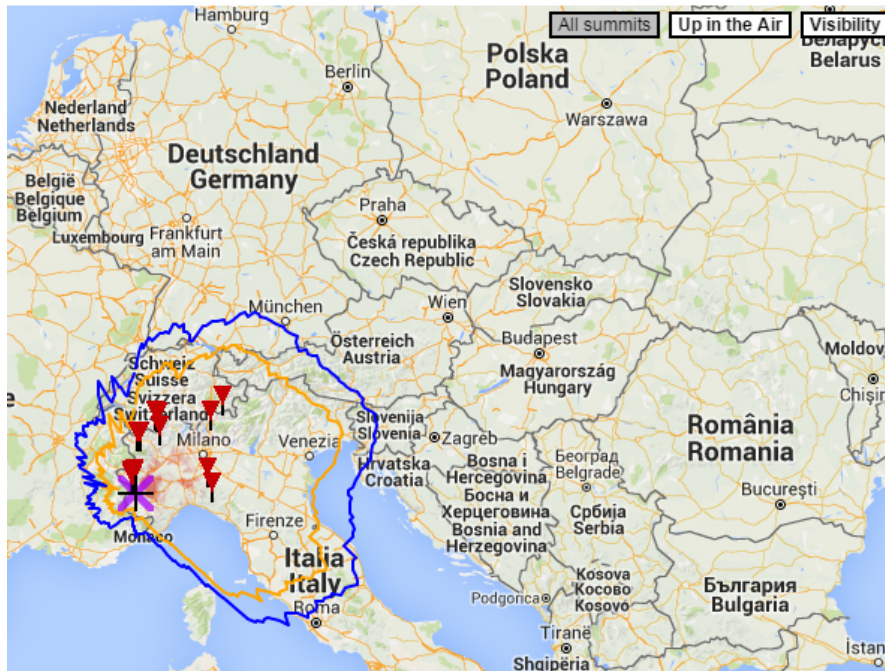 Hamburg
All summits
Up in the Air
Visibility
Polska
Poland
Беларусь
Belarus
Berlin
Nederland
Netherlands
Warszawa
Deutschland
Germany
België
Belgique
Belgium
Praha
Luxembourg
Frankfurt
am Main
Česká republika
Czech Republic
Slovensko
Slovakia
München
Wien
Österreich
Austria
Budapest
Magyarország
Hungary
Moldov
Chişin
Schweiz
Suisse
Svizzera
Switzerland
Slovenija
Slovenia
Zagreb
România
Romania
Milano
Venezia
Hrvatska
Croatia
Bosna i
Hercegovina
Босна и
Херцеговина
Bosnia and
Herzegovina
Београд
Belgrade
Србија
Serbia
București
Monaco
Firenze
Italia
Italy
Roma
Podgorica
Kosova
Косово
Kosovo
България
Bulgaria
Tiranë
Shqipëria
İstan